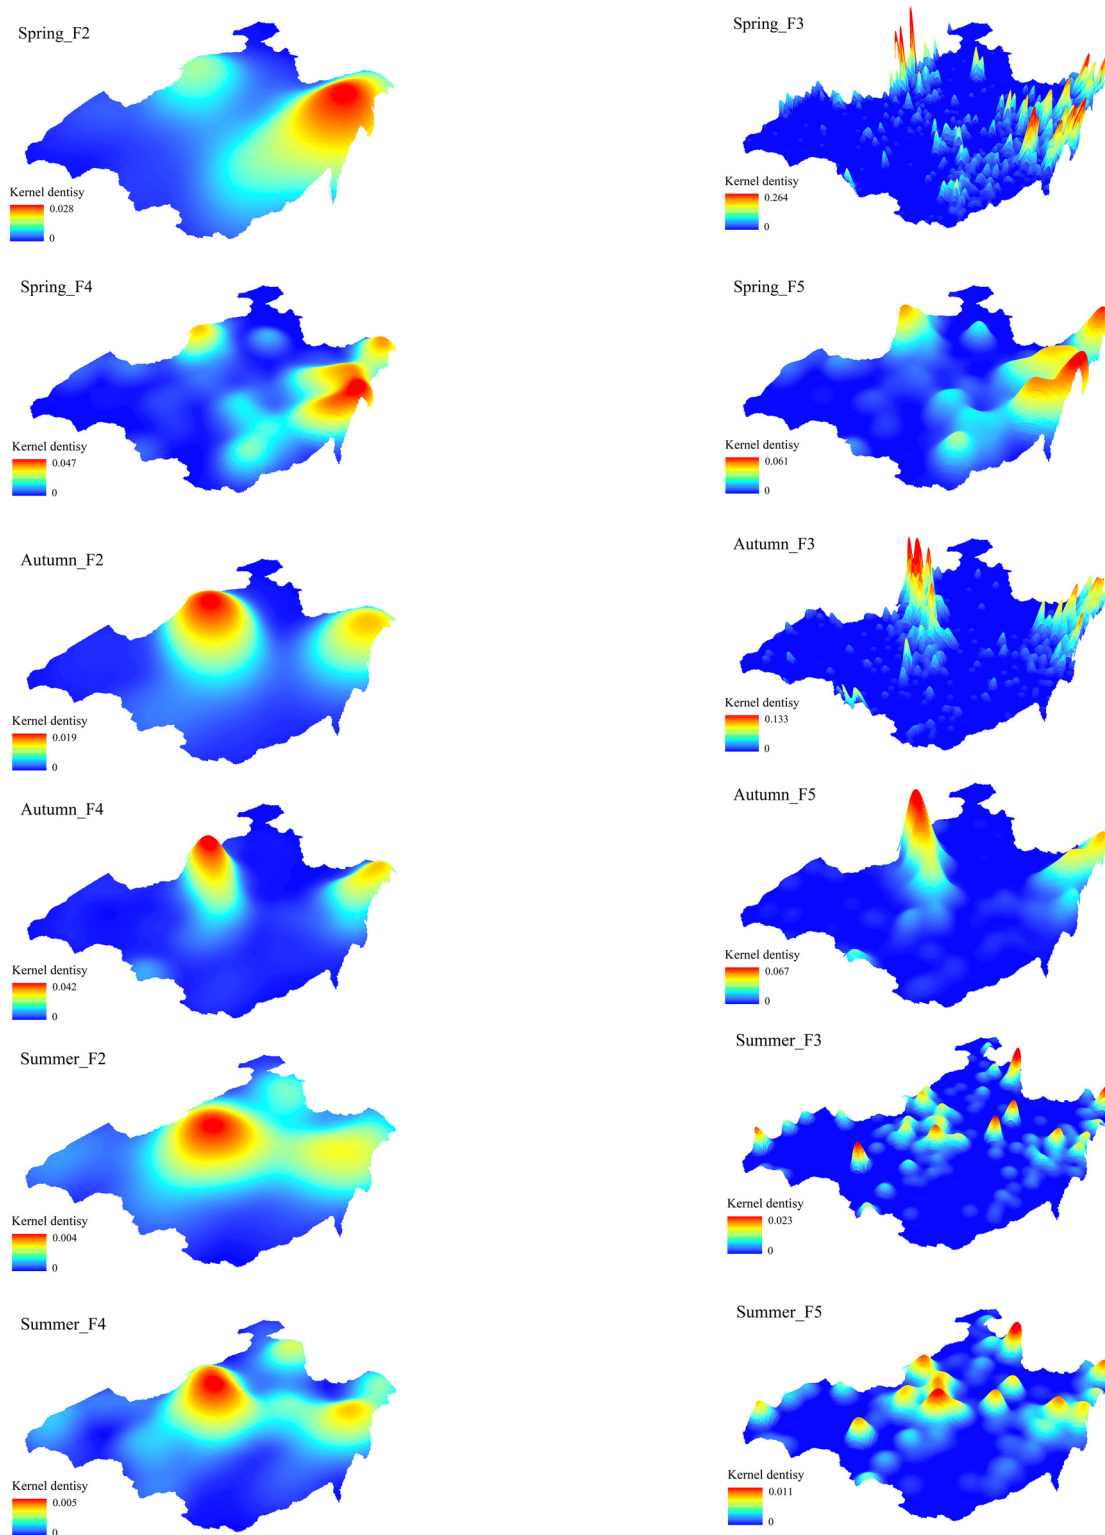 Spring_F2
Kernel dentisy
0.028
0
Spring_F3
Kernel dentisy
0.264
0
Spring_F4
Kernel dentisy
0.047
0
Spring_F5
Kernel dentisy
0.061
0
Autumn_F2
Kernel dentisy
0.019
0
Autumn_F3
Kernel dentisy
0.133
0
Autumn_F4
Kernel dentisy
0.042
0
Autumn_F5
Kernel dentisy
0.067
0
Summer_F2
Kernel dentisy
0.004
0
Summer_F3
Kernel dentisy
0.023
0
Summer_F4
Kernel dentisy
0.005
0
Summer_F5
Kernel dentisy
0.011
0